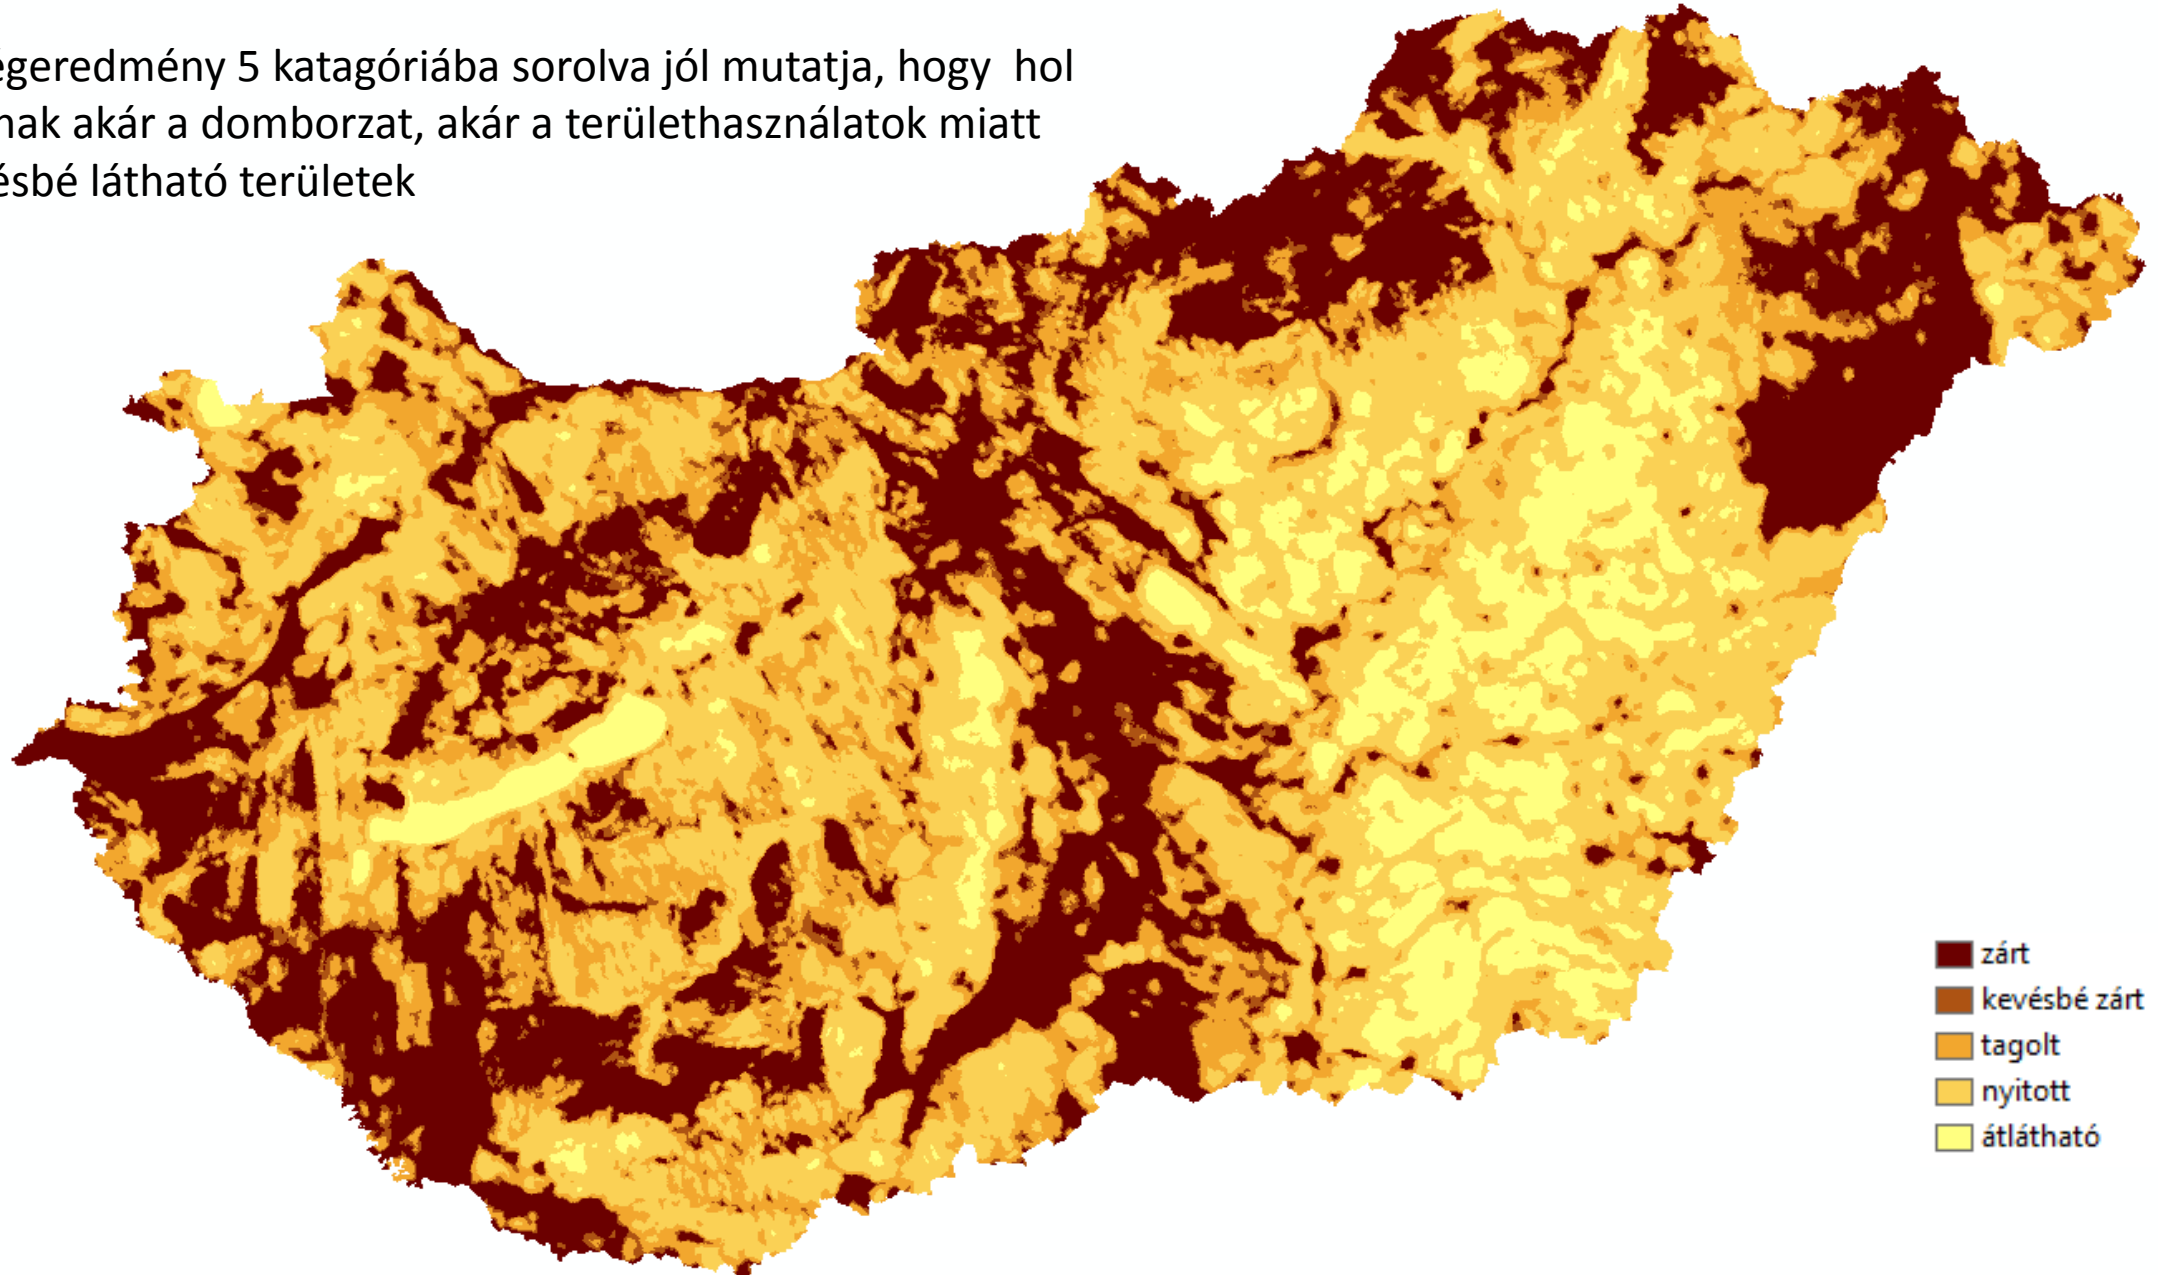 égeredmény 5 katagóriába sorolva jól mutatja, hogy hol
nak akár a domborzat, akár a területhasználatok miatt
ésbé látható területek
zárt
kevésbé zárt
tagolt
nyitott
átlátható